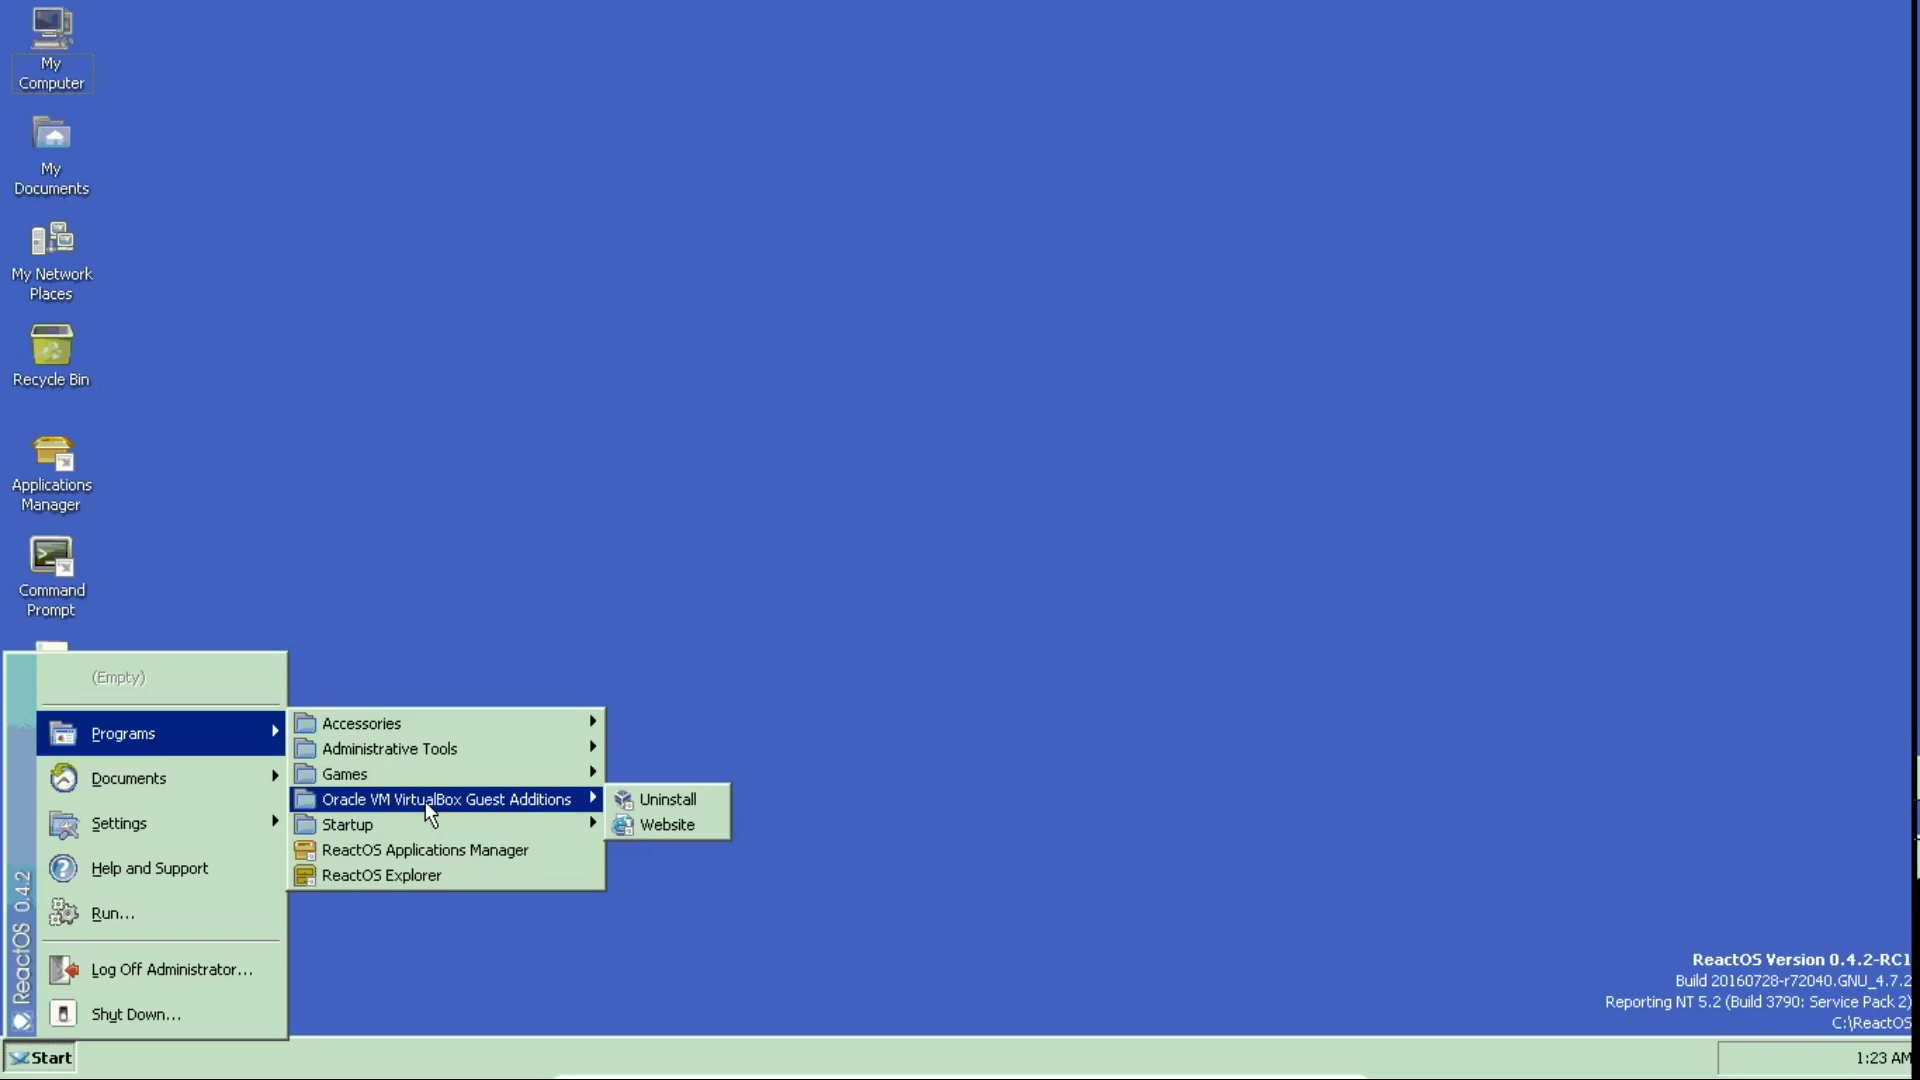 My
Computer
My
Documents
My Network
Places
Recycle Bin
Applications
Manager
Command
Prompt
(Empty)
Programs
Documents
Settings
Help and Support
Run...
Log Off Administrator...
Shut Down...
ReactOS 0.4.2
Accessories
Administrative Tools
Games
Oracle VM VirtualBox Guest Additions
Startup
ReactOS Applications Manager
ReactOS Explorer
Uninstall
Website
ReactOS Version 0.4.2-RC1
Build 20160728-r72040.GNU_4.7.2
Reporting NT 5.2 (Build 3790: Service Pack 2)
C:\ReactOS
Start
1:23 AM